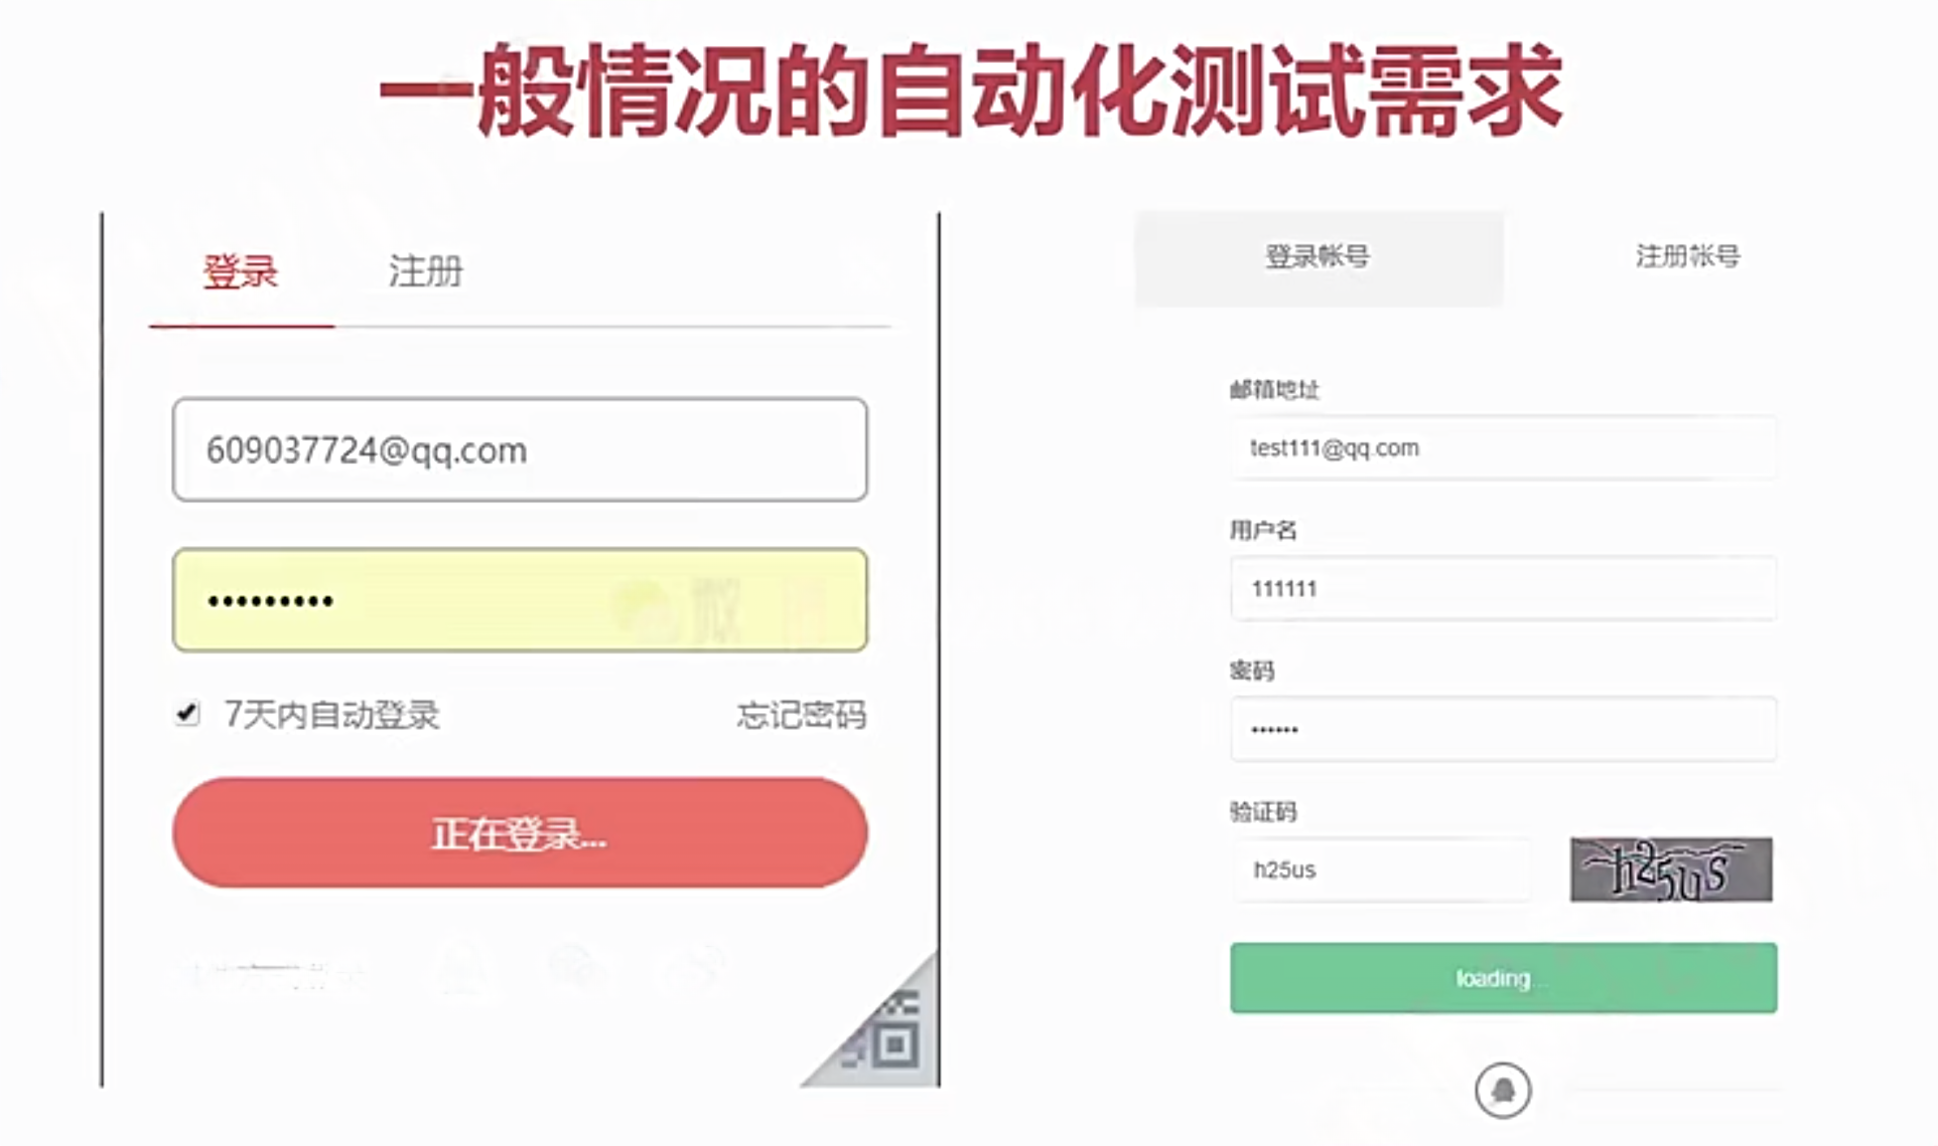 一般情况的自动化测试需求
登录 注册
609037724@qq.com
•••••••••
7天内自动登录 忘记密码
正在登录...
登录帐号 注册帐号
邮箱地址
test111@qq.com
用户名
111111
密码
••••••
验证码
h25us h25us
loading...